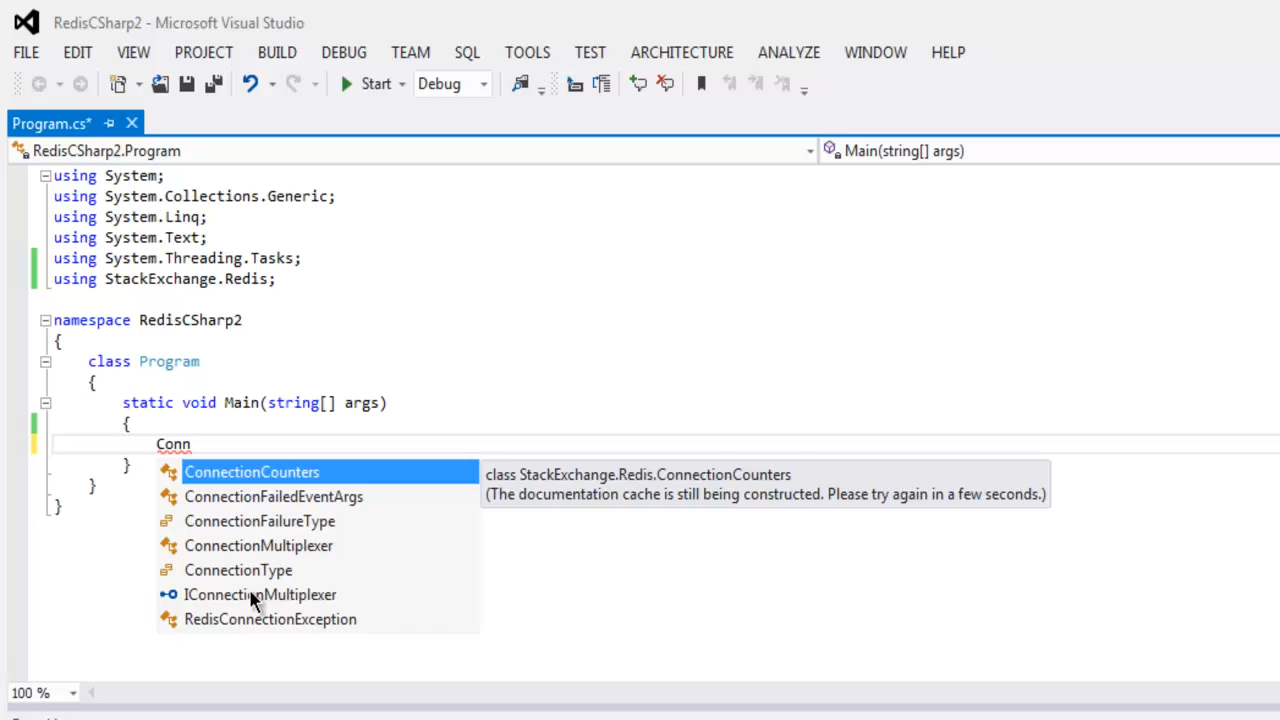 RedisCSharp2 - Microsoft Visual Studio
FILE EDIT VIEW PROJECT BUILD DEBUG TEAM SQL TOOLS TEST ARCHITECTURE ANALYZE WINDOW HELP
Start Debug
Program.cs*
RedisCSharp2.Program Main(string[] args)
using System;
using System.Collections.Generic;
using System.Linq;
using System.Text;
using System.Threading.Tasks;
using StackExchange.Redis;
namespace RedisCSharp2
{
class Program
{
static void Main(string[] args)
{
Conn
}
}
}
ConnectionCounters
ConnectionFailedEventArgs
ConnectionFailureType
ConnectionMultiplexer
ConnectionType
IConnectionMultiplexer
RedisConnectionException
class StackExchange.Redis.ConnectionCounters
(The documentation cache is still being constructed. Please try again in a few seconds.)
100 %